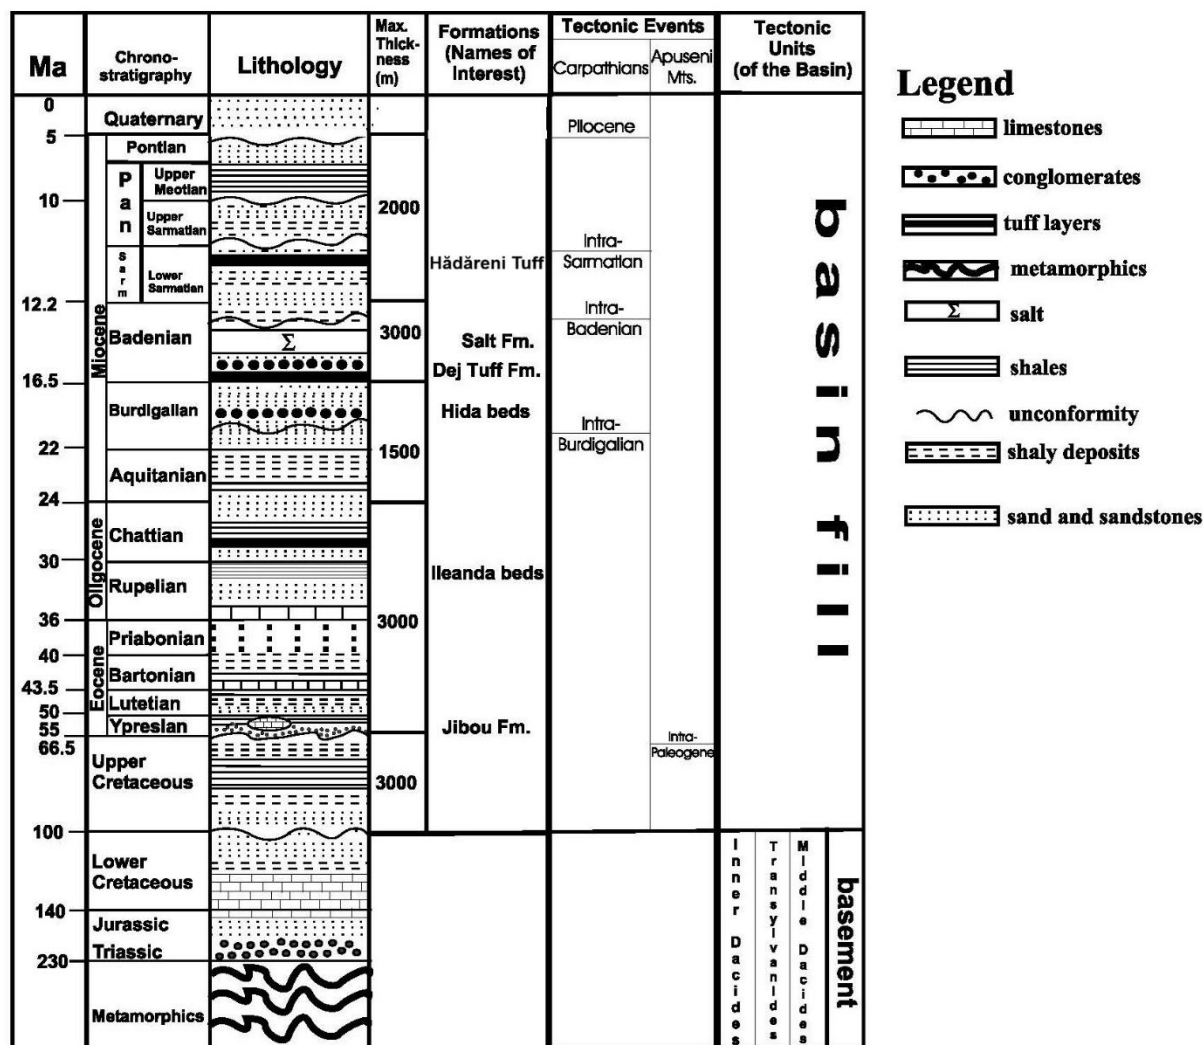 Ma
Chrono-
stratigraphy
Lithology
Max.
Thick-
ness
(m)
Formations
(Names of
Interest)
Tectonic Events
Carpathians
Apuseni
Mts.
Tectonic
Units
(of the Basin)
0
Quaternary
5
Pontian
Pliocene
Pan
Upper
Meotian
10
Upper
Sarmatian
2000
Sarm
Lower
Sarmatian
Hădăreni Tuff
Intra-
Sarmatian
12.2
Miocene
Badenian
Σ
3000
Salt Fm.
Dej Tuff Fm.
Intra-
Badenian
16.5
Burdigalian
Hida beds
Intra-
Burdigalian
22
1500
Aquitanian
24
Oligocene
Chattian
30
Rupelian
Ileanda beds
36
3000
Eocene
Priabonian
40
Bartonian
43.5
Lutetian
50
Ypresian
Jibou Fm.
55
66.5
Intra-
Paleogene
Upper
Cretaceous
3000
100
Lower
Cretaceous
140
Jurassic
Triassic
230
Metamorphics
basin fill
Inner Dacides
Transylvanides
Middle Dacides
basement
Legend
limestones
conglomerates
tuff layers
metamorphics
Σ salt
shales
unconformity
shaly deposits
sand and sandstones